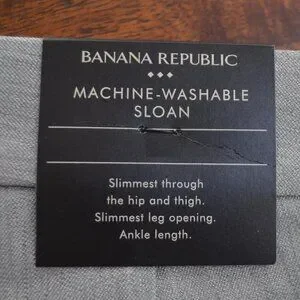 BANANA REPUBLIC
MACHINE-WASHABLE
SLOAN
Slimmest through
the hip and thigh.
Slimmest leg opening.
Ankle length.